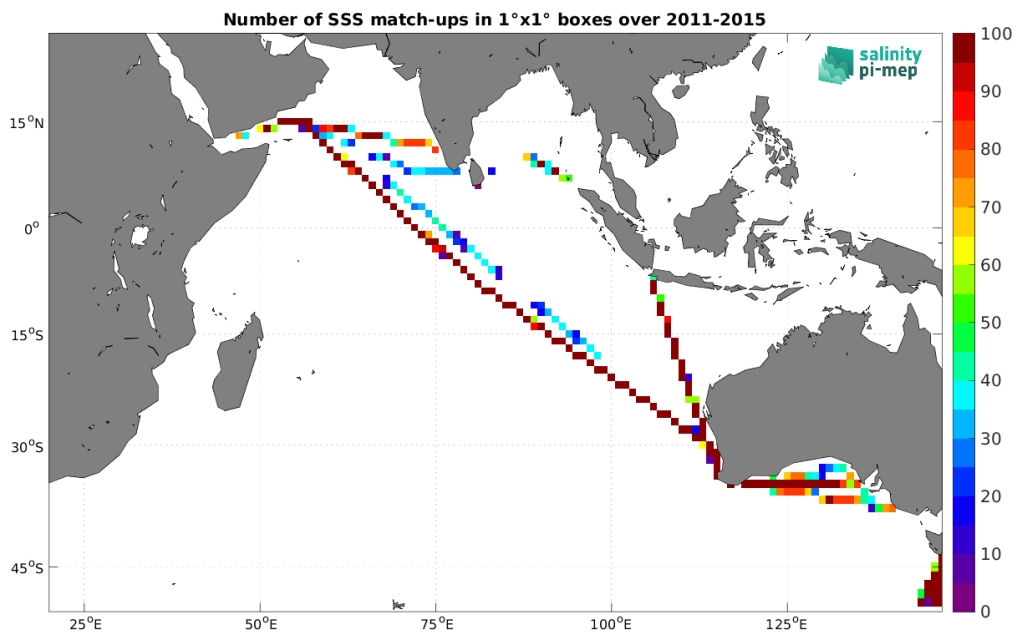 Number of SSS match-ups in 1°x1° boxes over 2011-2015
salinity
pi-mep
15°N
0°
15°S
30°S
45°S
25°E
50°E
75°E
100°E
125°E
100
90
80
70
60
50
40
30
20
10
0